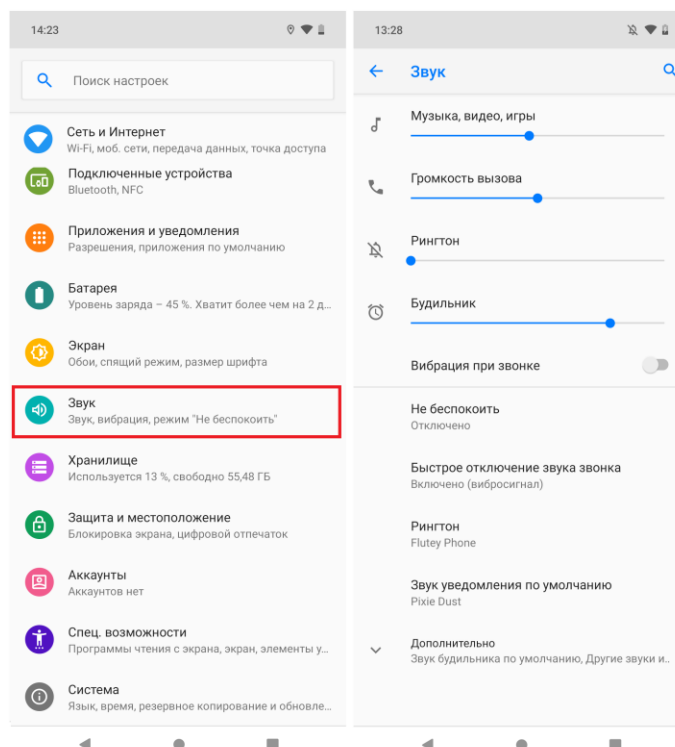 14:23
Поиск настроек
Сеть и Интернет
Wi-Fi, моб. сети, передача данных, точка доступа
Подключенные устройства
Bluetooth, NFC
Приложения и уведомления
Разрешения, приложения по умолчанию
Батарея
Уровень заряда – 45 %. Хватит более чем на 2 д...
Экран
Обои, спящий режим, размер шрифта
Звук
Звук, вибрация, режим "Не беспокоить"
Хранилище
Используется 13 %, свободно 55,48 ГБ
Защита и местоположение
Блокировка экрана, цифровой отпечаток
Аккаунты
Аккаунтов нет
Спец. возможности
Программы чтения с экрана, экран, элементы у...
Система
Язык, время, резервное копирование и обновле...
13:28
Звук
Музыка, видео, игры
Громкость вызова
Рингтон
Будильник
Вибрация при звонке
Не беспокоить
Отключено
Быстрое отключение звука звонка
Включено (вибросигнал)
Рингтон
Flutey Phone
Звук уведомления по умолчанию
Pixie Dust
Дополнительно
Звук будильника по умолчанию, Другие звуки и..